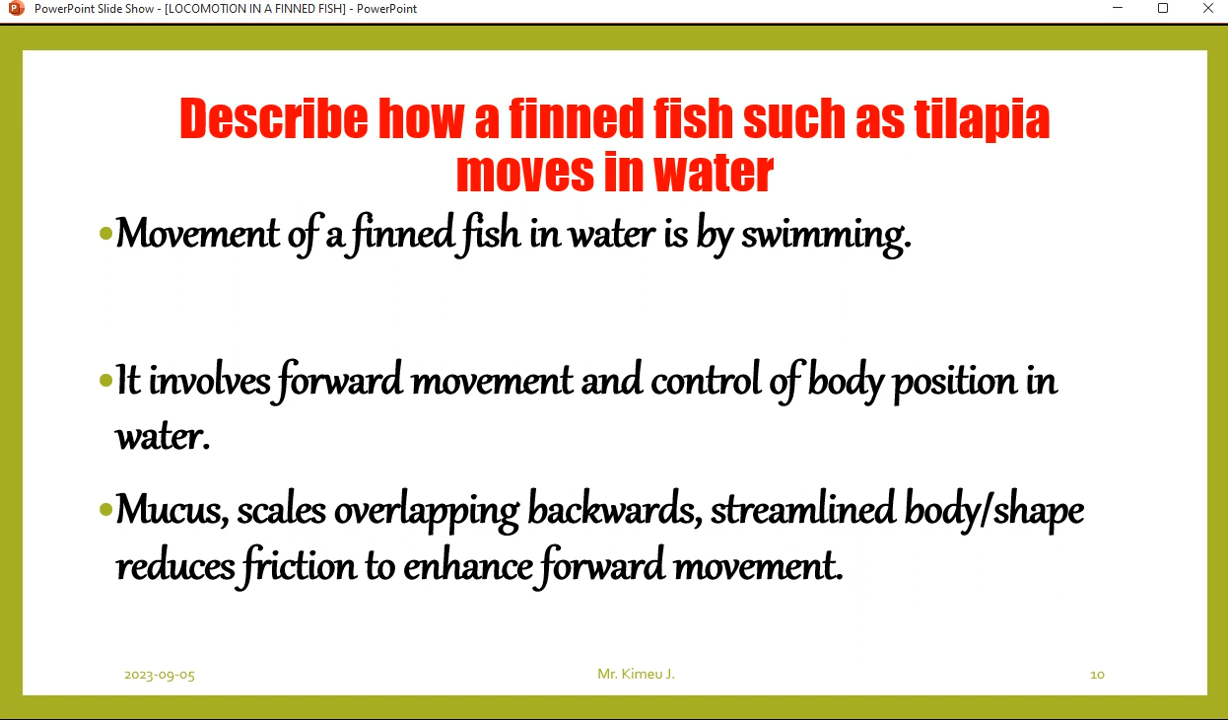 PowerPoint Slide Show - [LOCOMOTION IN A FINNED FISH] - PowerPoint
Describe how a finned fish such as tilapia
moves in water
•Movement of a finned fish in water is by swimming.
•It involves forward movement and control of body position in
water.
•Mucus, scales overlapping backwards, streamlined body/shape
reduces friction to enhance forward movement.
2023-09-05 Mr. Kimeu J. 10